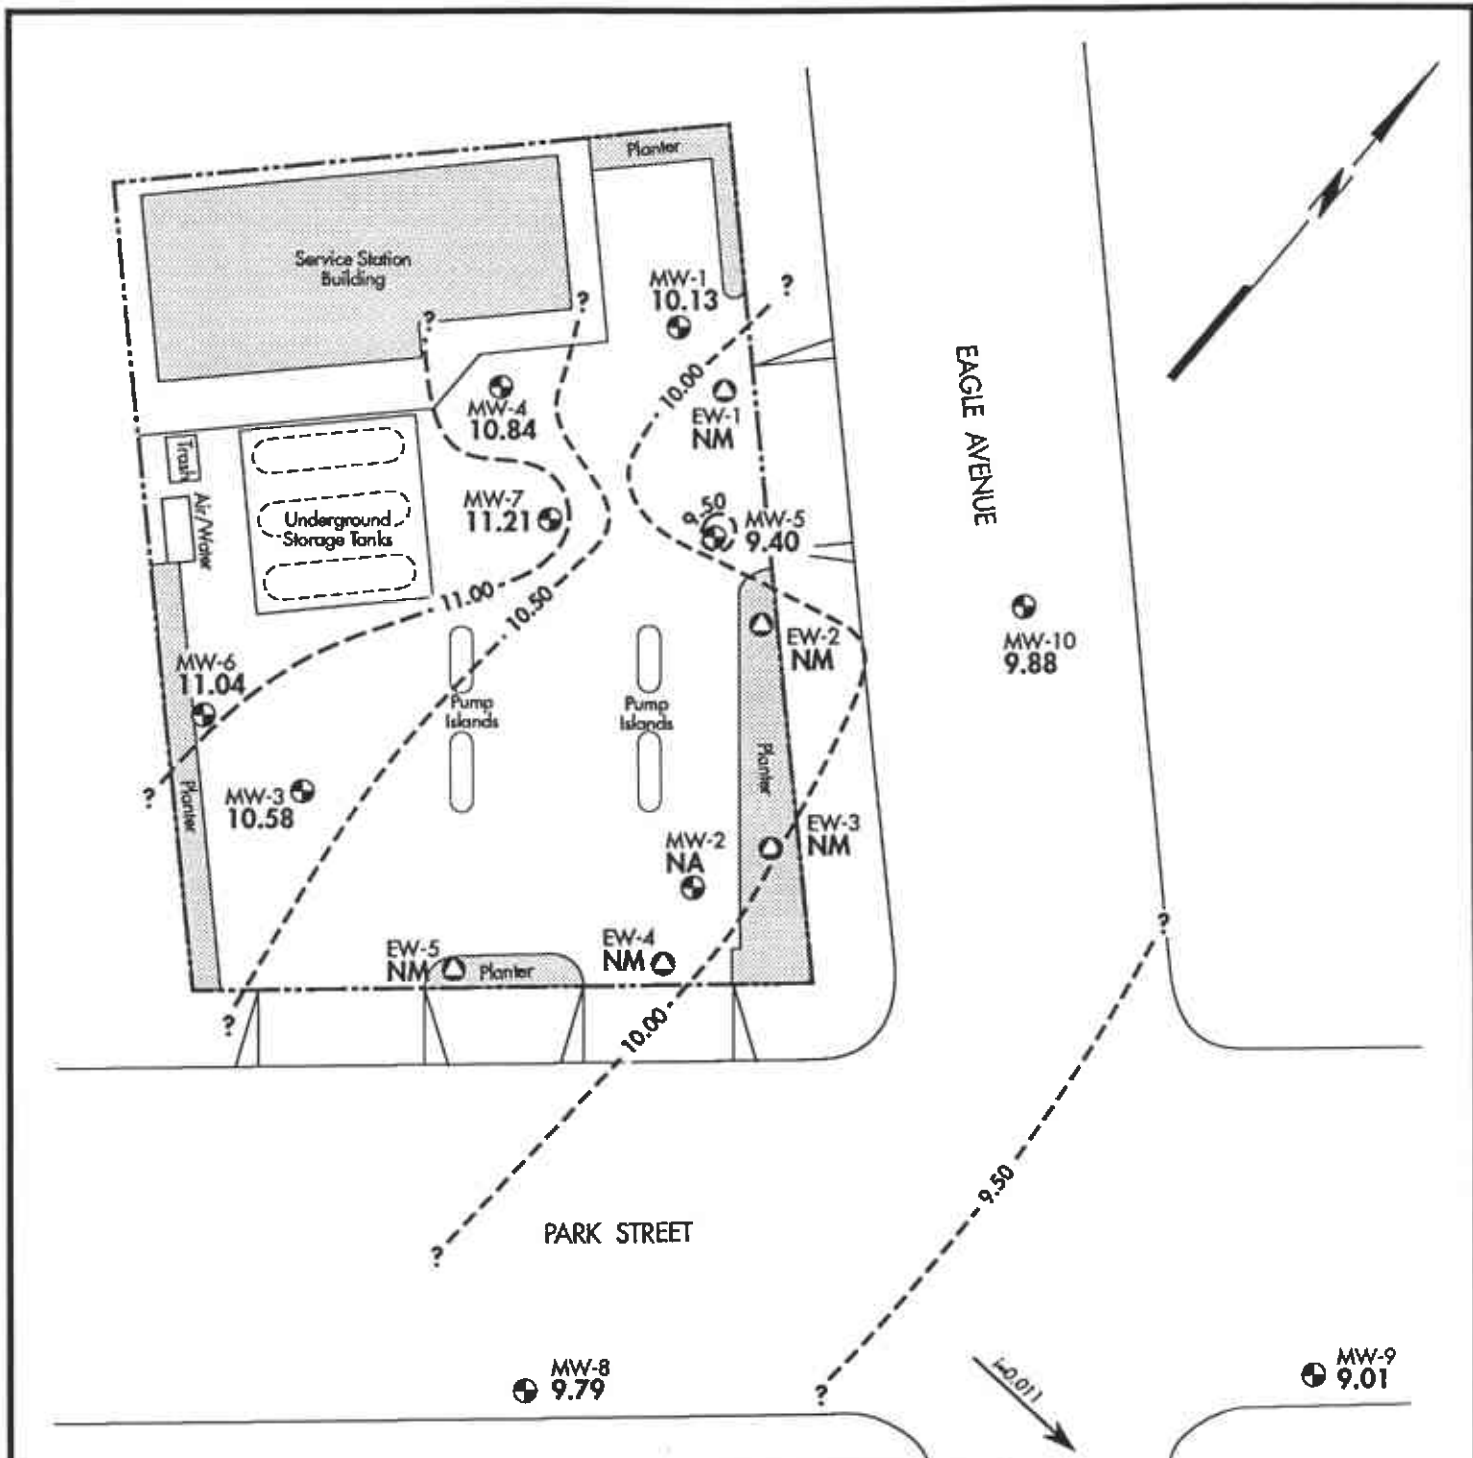 Planter
Service Station
Building
MW-1
10.13
?
?
?
10.00
EW-1
NM
MW-4
10.84
EAGLE AVENUE
Trash
Air/Water
Underground
Storage Tanks
MW-7
11.21
9.50
MW-5
9.40
11.00
10.50
EW-2
NM
MW-10
9.88
MW-6
11.04
Pump
Islands
Pump
Islands
Planter
?
Planter
MW-3
10.58
MW-2
NA
EW-3
NM
?
EW-5
NM
Planter
EW-4
NM
?
10.00
9.50
PARK STREET
?
MW-8
9.79
?
i=0.011
MW-9
9.01